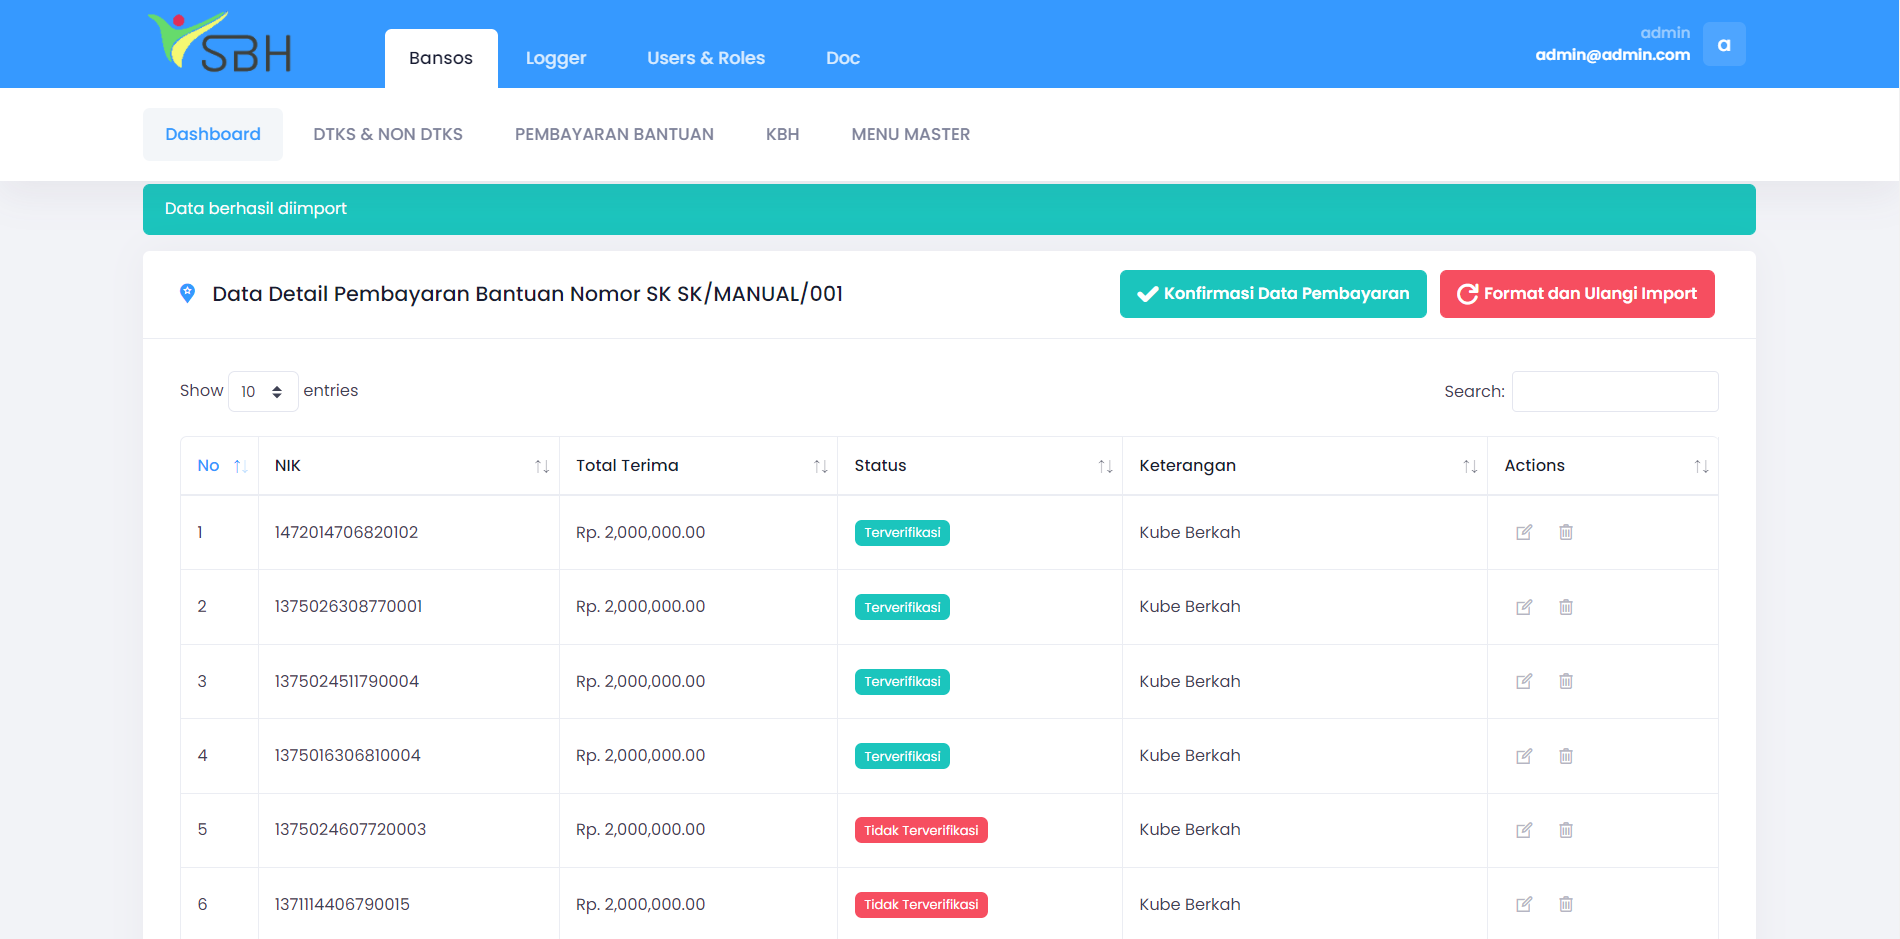 SBH
Bansos
Logger
Users & Roles
Doc
admin
admin@admin.com
a
Dashboard
DTKS & NON DTKS
PEMBAYARAN BANTUAN
KBH
MENU MASTER
Data berhasil diimport
Data Detail Pembayaran Bantuan Nomor SK SK/MANUAL/001
Konfirmasi Data Pembayaran
Format dan Ulangi Import
Show 10 entries
Search:
No NIK Total Terima Status Keterangan Actions
1 1472014706820102 Rp. 2,000,000.00 Terverifikasi Kube Berkah
2 1375026308770001 Rp. 2,000,000.00 Terverifikasi Kube Berkah
3 1375024511790004 Rp. 2,000,000.00 Terverifikasi Kube Berkah
4 1375016306810004 Rp. 2,000,000.00 Terverifikasi Kube Berkah
5 1375024607720003 Rp. 2,000,000.00 Tidak Terverifikasi Kube Berkah
6 1371114406790015 Rp. 2,000,000.00 Tidak Terverifikasi Kube Berkah